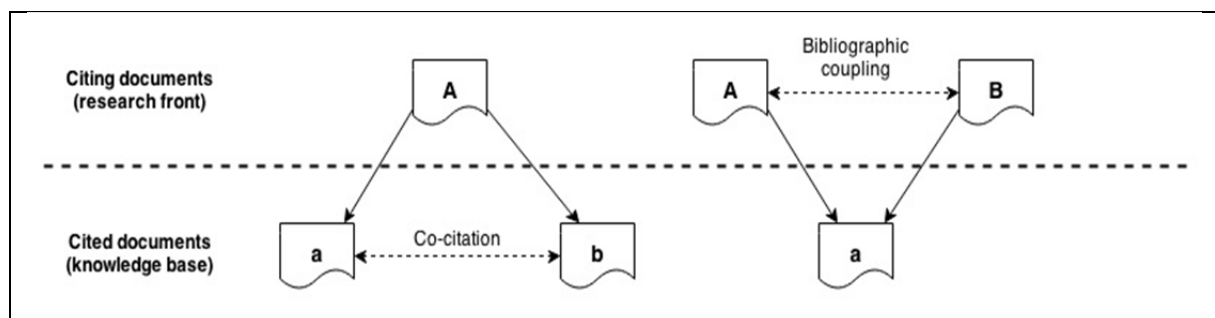 Bibliographic
coupling
Citing documents
(research front)
A
A
B
Cited documents
(knowledge base)
a
Co-citation
b
a